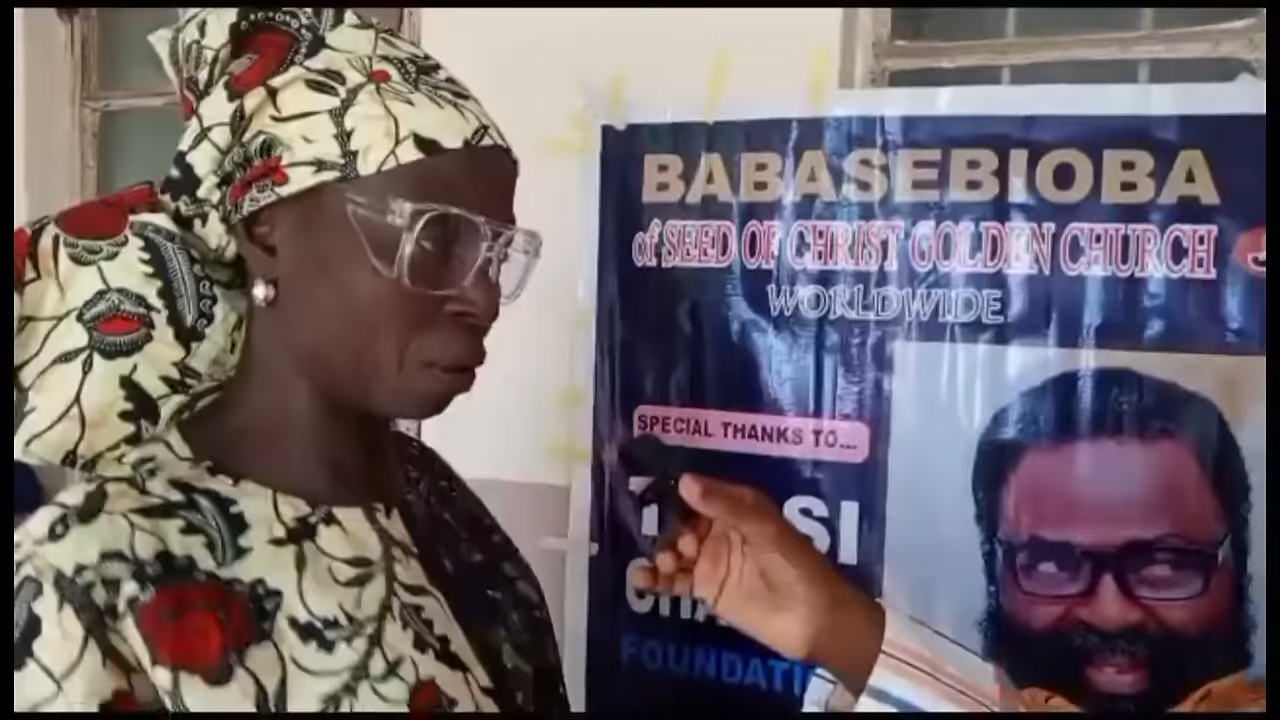 BABASEBIOBA
of SEED OF CHRIST GOLDEN CHURCH
WORLDWIDE
SPECIAL THANKS TO...